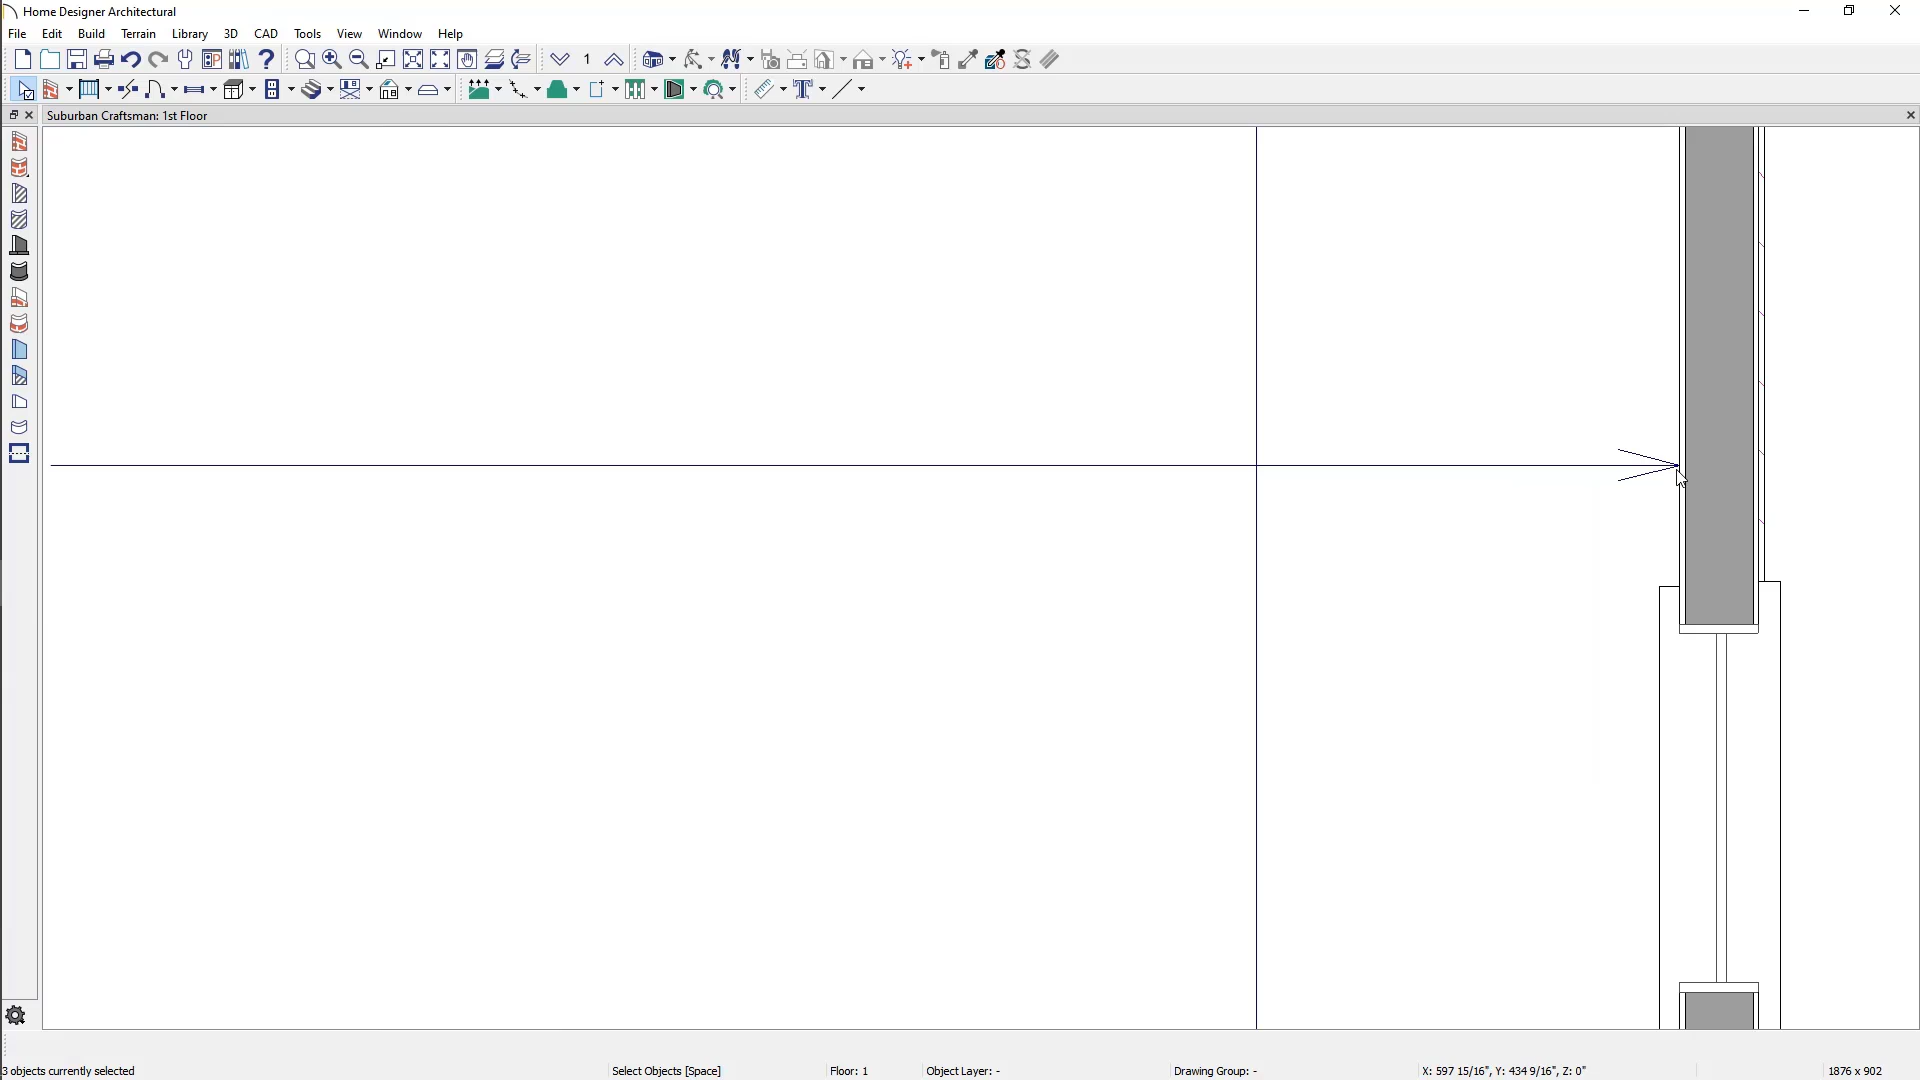 Home Designer Architectural
File Edit Build Terrain Library 3D CAD Tools View Window Help
1
Suburban Craftsman: 1st Floor
3 objects currently selected Select Objects [Space] Floor: 1 Object Layer: - Drawing Group: - X: 597 15/16", Y: 434 9/16", Z: 0" 1876 x 902